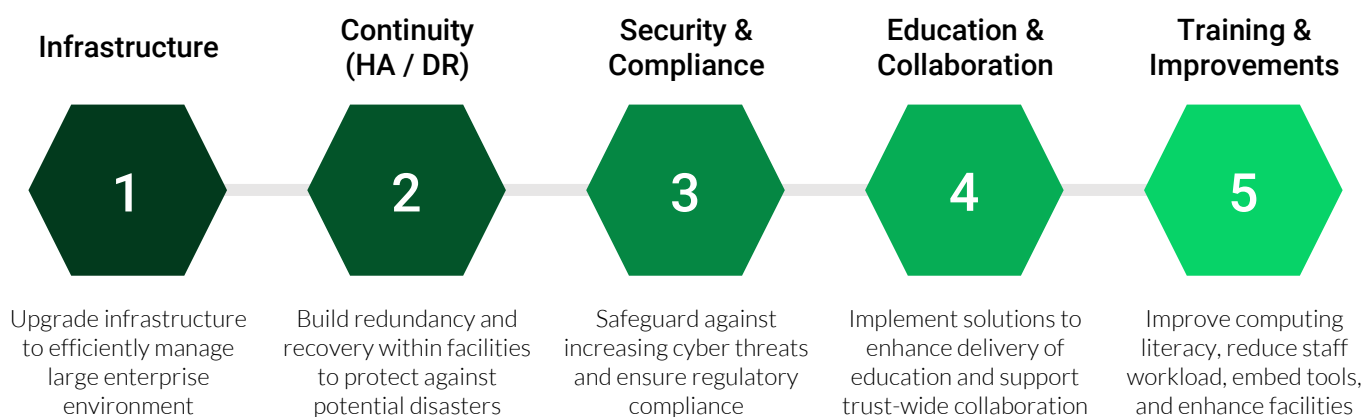 Infrastructure
Continuity
(HA / DR)
Security &
Compliance
Education &
Collaboration
Training &
Improvements
1
2
3
4
5
Upgrade infrastructure
to efficiently manage
large enterprise
environment
Build redundancy and
recovery within facilities
to protect against
potential disasters
Safeguard against
increasing cyber threats
and ensure regulatory
compliance
Implement solutions to
enhance delivery of
education and support
trust-wide collaboration
Improve computing
literacy, reduce staff
workload, embed tools,
and enhance facilities